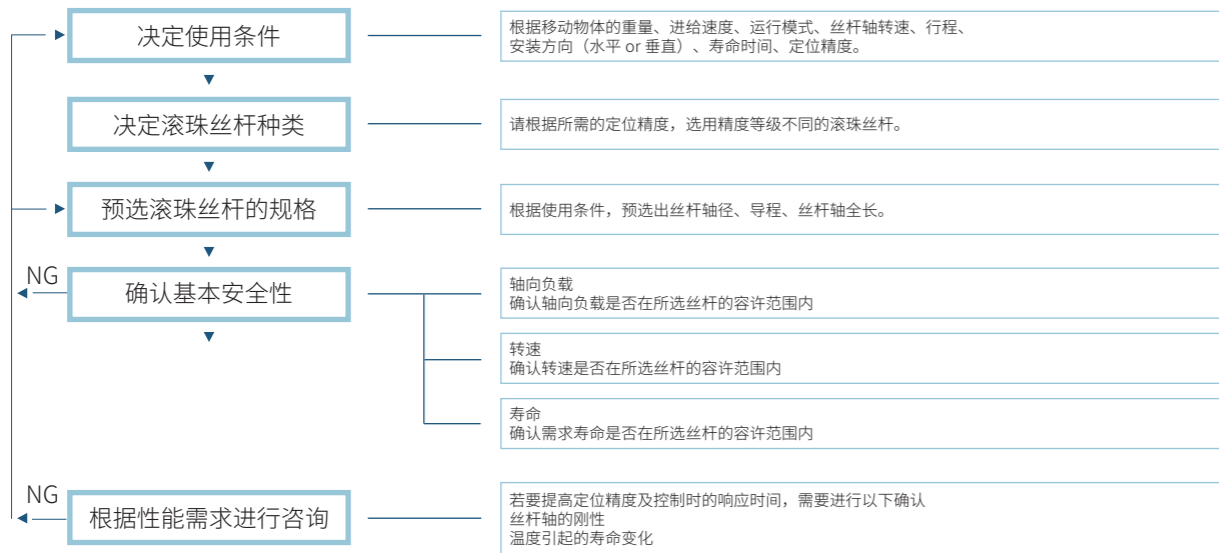 决定使用条件
根据移动物体的重量、进给速度、运行模式、丝杆轴转速、行程、
安装方向（水平 or 垂直）、寿命时间、定位精度。
决定滚珠丝杆种类
请根据所需的定位精度，选用精度等级不同的滚珠丝杆。
预选滚珠丝杆的规格
根据使用条件，预选出丝杆轴径、导程、丝杆轴全长。
NG
确认基本安全性
轴向负载
确认轴向负载是否在所选丝杆的容许范围内
转速
确认转速是否在所选丝杆的容许范围内
寿命
确认需求寿命是否在所选丝杆的容许范围内
NG
根据性能需求进行咨询
若要提高定位精度及控制时的响应时间，需要进行以下确认
丝杆轴的刚性
温度引起的寿命变化